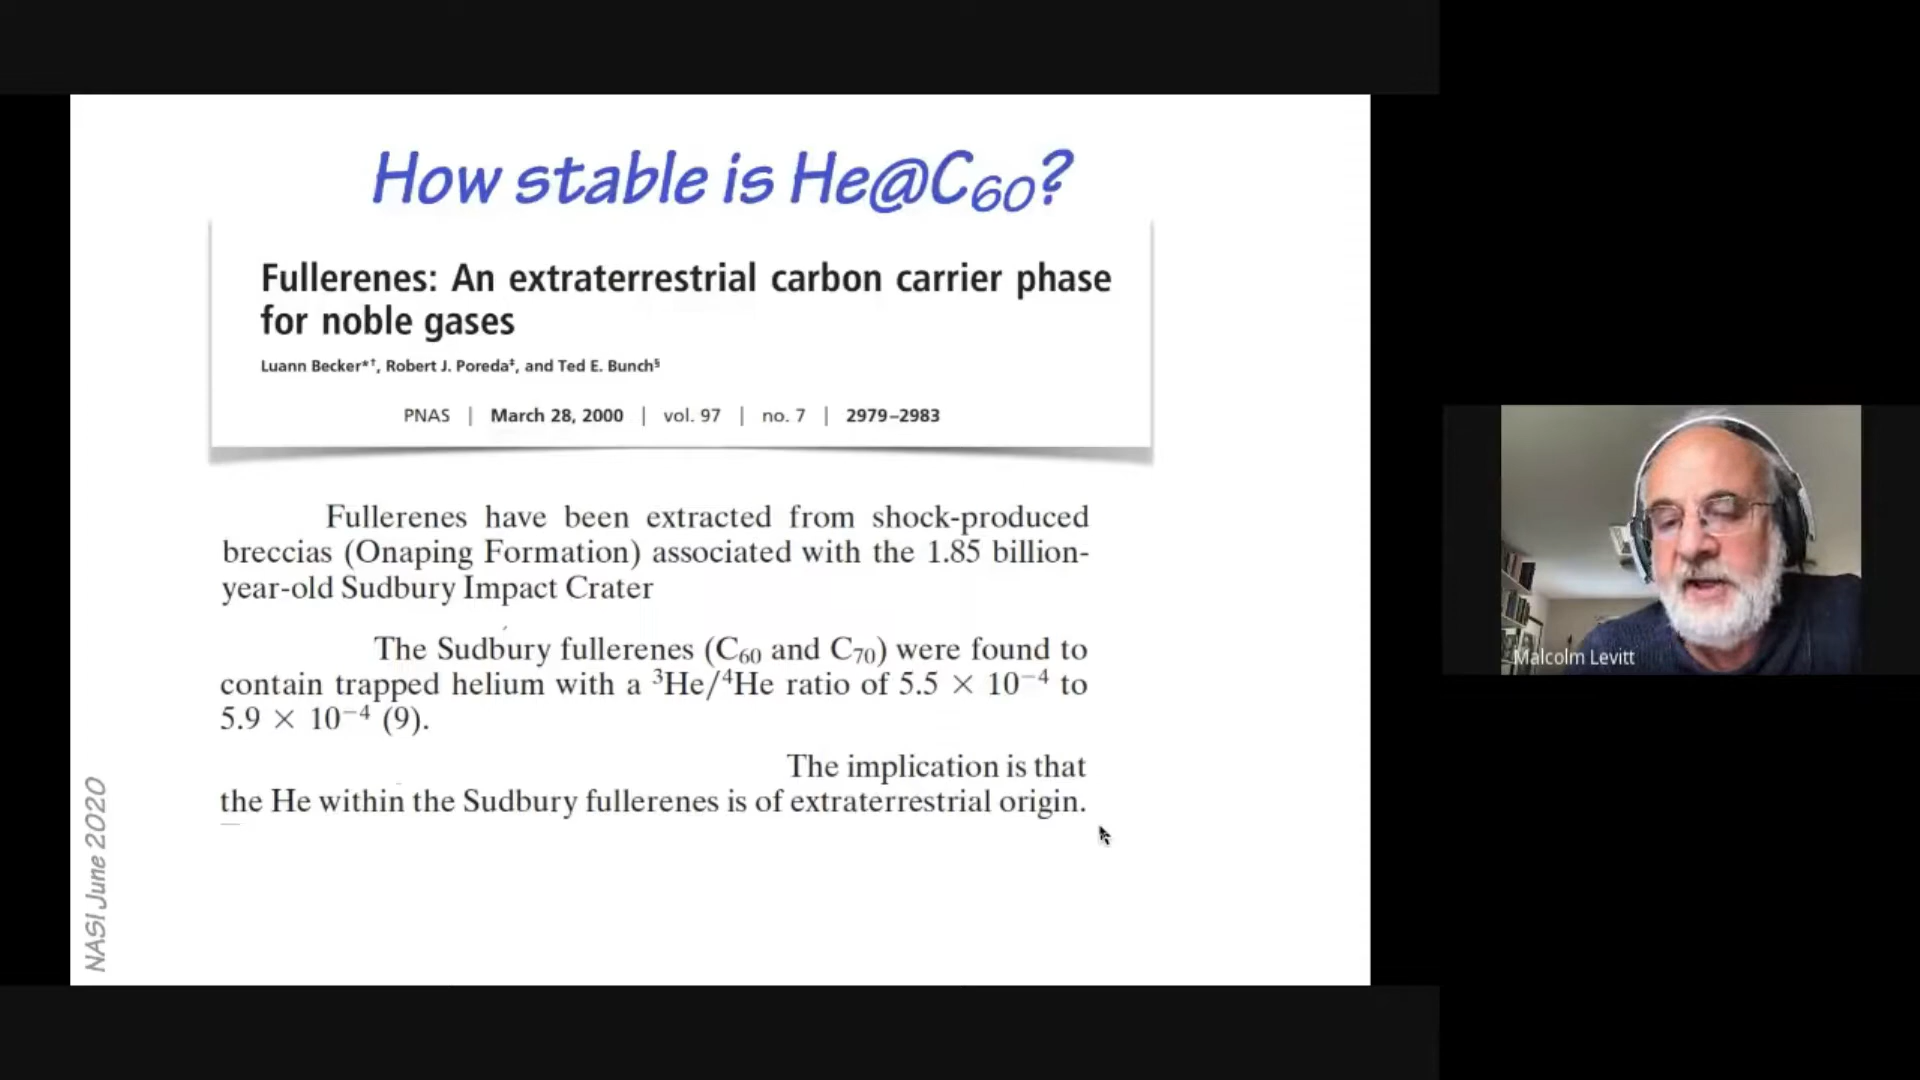 How stable is He@C₆₀?
Fullerenes: An extraterrestrial carbon carrier phase
for noble gases
Luann Becker*†, Robert J. Poreda‡, and Ted E. Bunch§
PNAS | March 28, 2000 | vol. 97 | no. 7 | 2979–2983
Fullerenes have been extracted from shock-produced
breccias (Onaping Formation) associated with the 1.85 billion-
year-old Sudbury Impact Crater
The Sudbury fullerenes (C₆₀ and C₇₀) were found to
contain trapped helium with a ³He/⁴He ratio of 5.5 × 10⁻⁴ to
5.9 × 10⁻⁴ (9).
The implication is that
the He within the Sudbury fullerenes is of extraterrestrial origin.
NASI June 2020
Malcolm Levitt